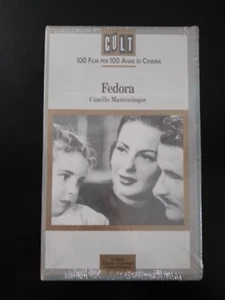 CULT
100 FILM PER 100 ANNI DI CINEMA
Fedora
Camillo Mastrocinque